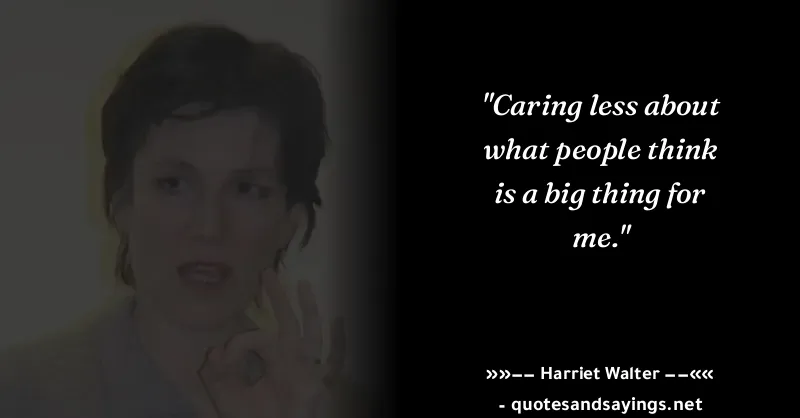 "Caring less about
what people think
is a big thing for
me."
»»–– Harriet Walter ––««
- quotesandsayings.net